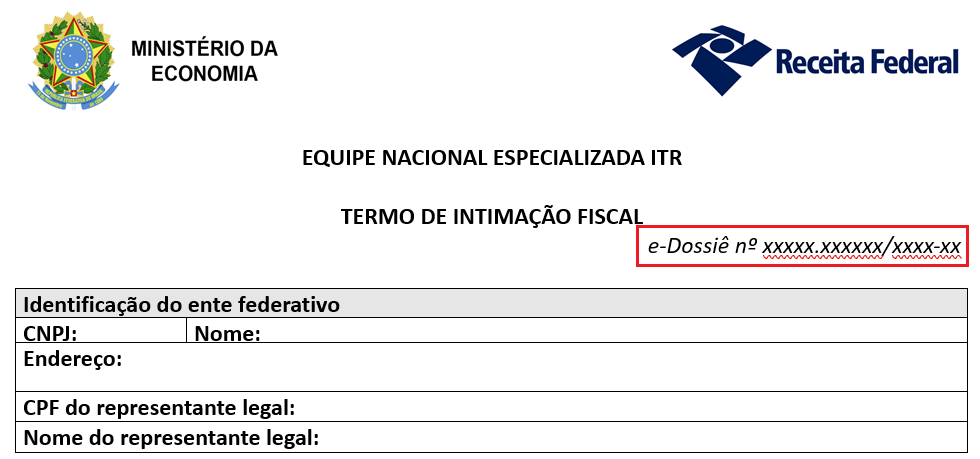 MINISTÉRIO DA
ECONOMIA
Receita Federal
EQUIPE NACIONAL ESPECIALIZADA ITR
TERMO DE INTIMAÇÃO FISCAL
e-Dossiê nº xxxxx.xxxxxx/xxxx-xx
Identificação do ente federativo
CNPJ: Nome:
Endereço:
CPF do representante legal:
Nome do representante legal: